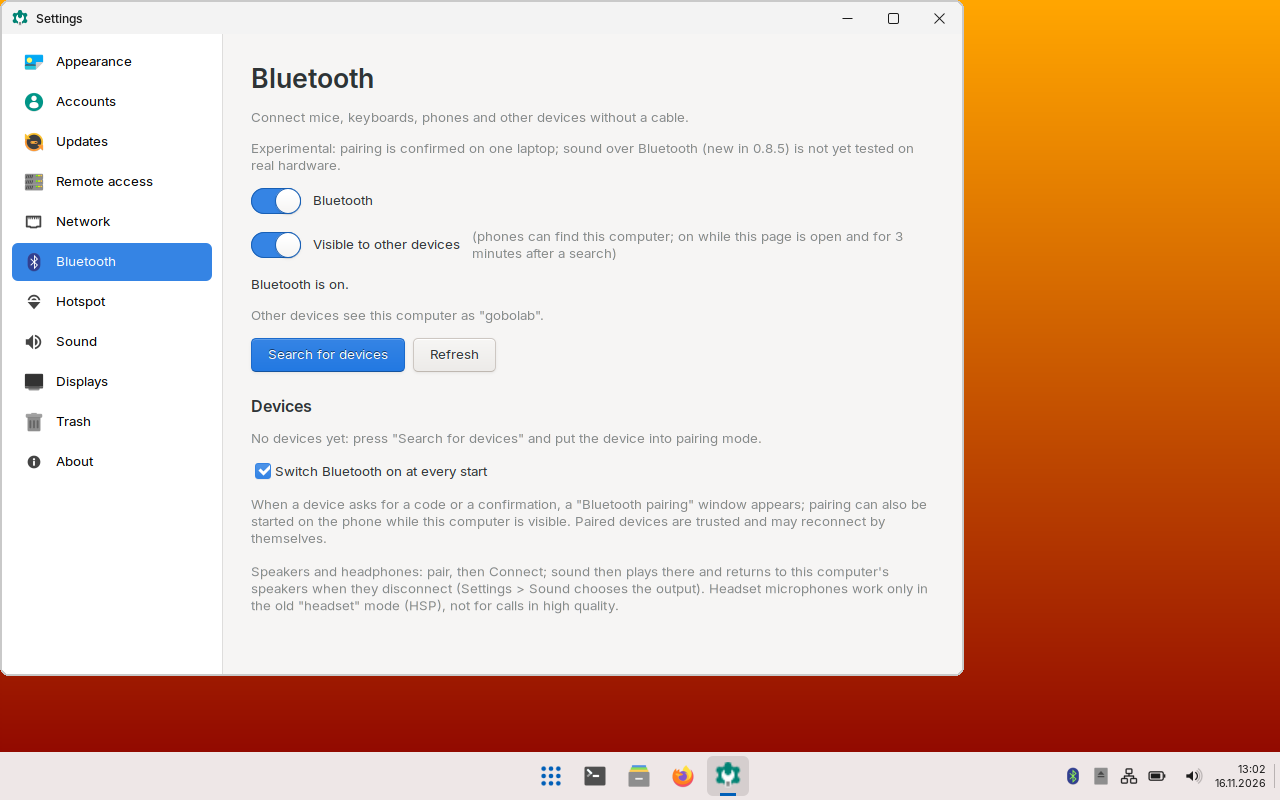 Settings
Appearance
Accounts
Updates
Remote access
Network
Bluetooth
Hotspot
Sound
Displays
Trash
About
Bluetooth
Connect mice, keyboards, phones and other devices without a cable.
Experimental: pairing is confirmed on one laptop; sound over Bluetooth (new in 0.8.5) is not yet tested on
real hardware.
Bluetooth
Visible to other devices
(phones can find this computer; on while this page is open and for 3
minutes after a search)
Bluetooth is on.
Other devices see this computer as "gobolab".
Search for devices
Refresh
Devices
No devices yet: press "Search for devices" and put the device into pairing mode.
Switch Bluetooth on at every start
When a device asks for a code or a confirmation, a "Bluetooth pairing" window appears; pairing can also be
started on the phone while this computer is visible. Paired devices are trusted and may reconnect by
themselves.
Speakers and headphones: pair, then Connect; sound then plays there and returns to this computer's
speakers when they disconnect (Settings > Sound chooses the output). Headset microphones work only in
the old "headset" mode (HSP), not for calls in high quality.
13:02
16.11.2026